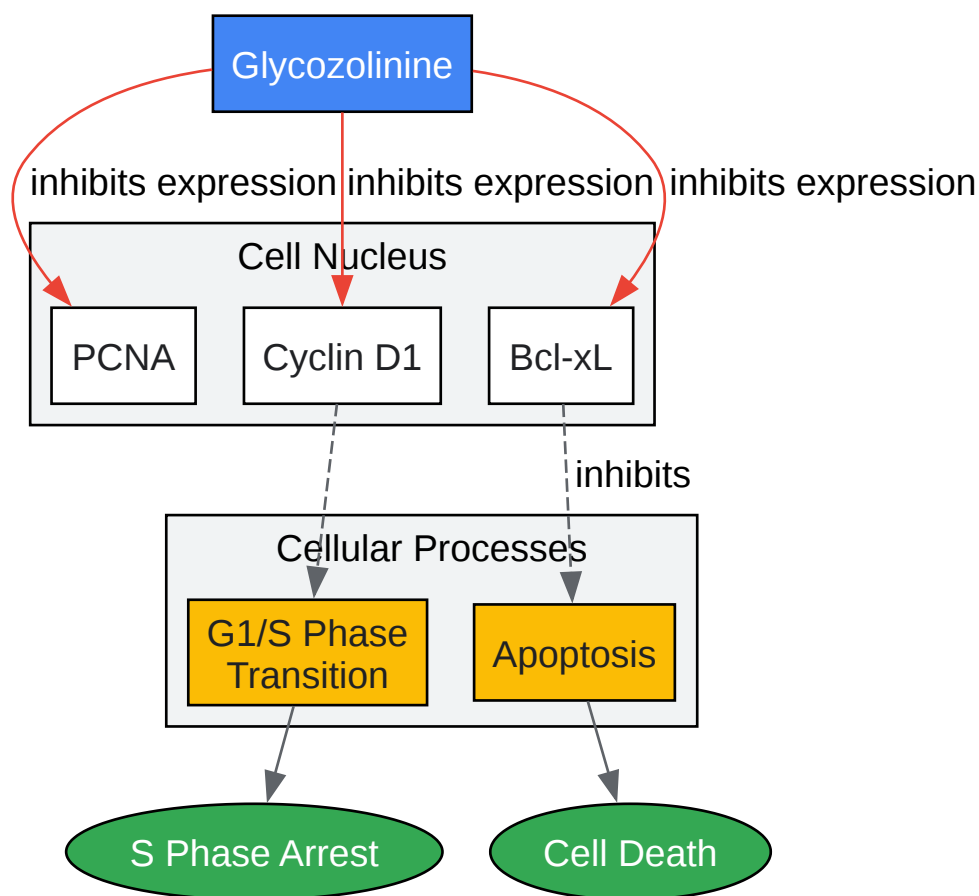 Glycozolinine
inhibits expression
inhibits expression
inhibits expression
Cell Nucleus
PCNA
Cyclin D1
Bcl-xL
inhibits
Cellular Processes
G1/S Phase
Transition
Apoptosis
S Phase Arrest
Cell Death